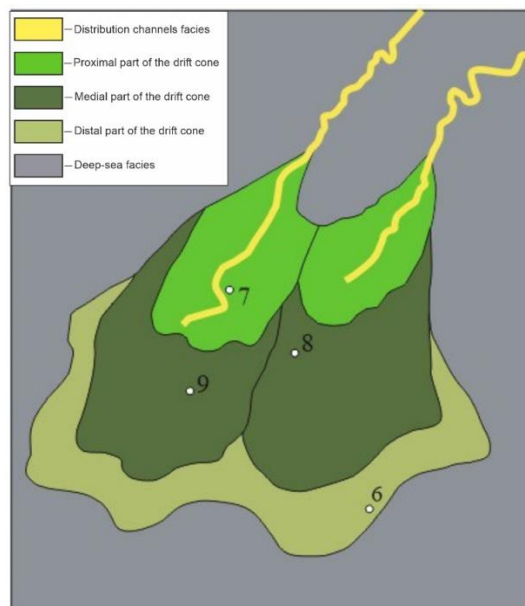 Distribution channels facies
Proximal part of the drift cone
Medial part of the drift cone
Distal part of the drift cone
Deep-sea facies
7
8
9
6